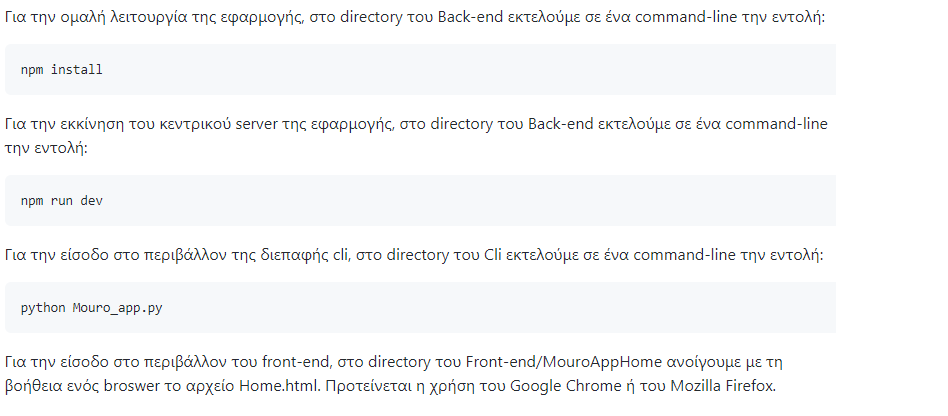 Για την ομαλή λειτουργία της εφαρμογής, στο directory του Back-end εκτελούμε σε ένα command-line την εντολή:
npm install
Για την εκκίνηση του κεντρικού server της εφαρμογής, στο directory του Back-end εκτελούμε σε ένα command-line
την εντολή:
npm run dev
Για την είσοδο στο περιβάλλον της διεπαφής cli, στο directory του Cli εκτελούμε σε ένα command-line την εντολή:
python Mouro_app.py
Για την είσοδο στο περιβάλλον του front-end, στο directory του Front-end/MouroAppHome ανοίγουμε με τη
βοήθεια ενός broswer το αρχείο Home.html. Προτείνεται η χρήση του Google Chrome ή του Mozilla Firefox.